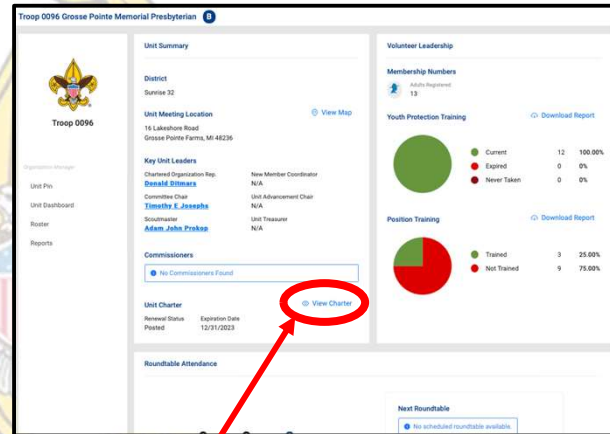 Troop 0096 Grosse Pointe Memorial Presbyterian B
Troop 0096
Organization Manager
Unit Pin
Unit Dashboard
Roster
Reports
Unit Summary
District
Sunrise 32
Unit Meeting Location
View Map
16 Lakeshore Road
Grosse Pointe Farms, MI 48236
Key Unit Leaders
Chartered Organization Rep.
Donald Ditmars
New Member Coordinator
N/A
Committee Chair
Timothy E Josephs
Unit Advancement Chair
N/A
Scoutmaster
Adam John Prokop
Unit Treasurer
N/A
Commissioners
No Commissioners Found
Unit Charter
View Charter
Renewal Status Expiration Date
Posted 12/31/2023
Volunteer Leadership
Membership Numbers
Adults Registered
13
Youth Protection Training
Download Report
Current 12 100.00%
Expired 0 0%
Never Taken 0 0%
Position Training
Download Report
Trained 3 25.00%
Not Trained 9 75.00%
Roundtable Attendance
Next Roundtable
No scheduled roundtable available.